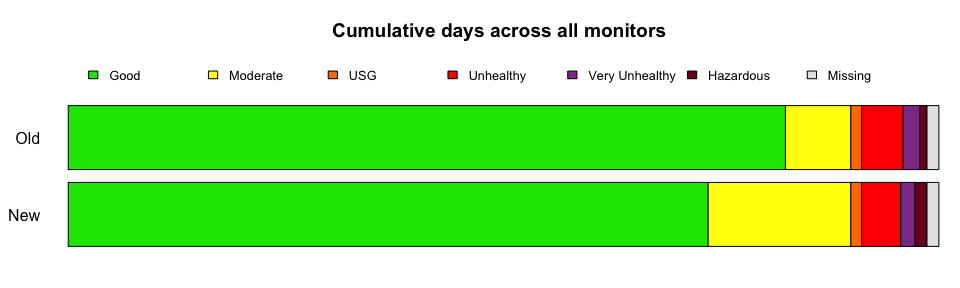 Cumulative days across all monitors
Good Moderate USG Unhealthy Very Unhealthy Hazardous Missing
Old
New